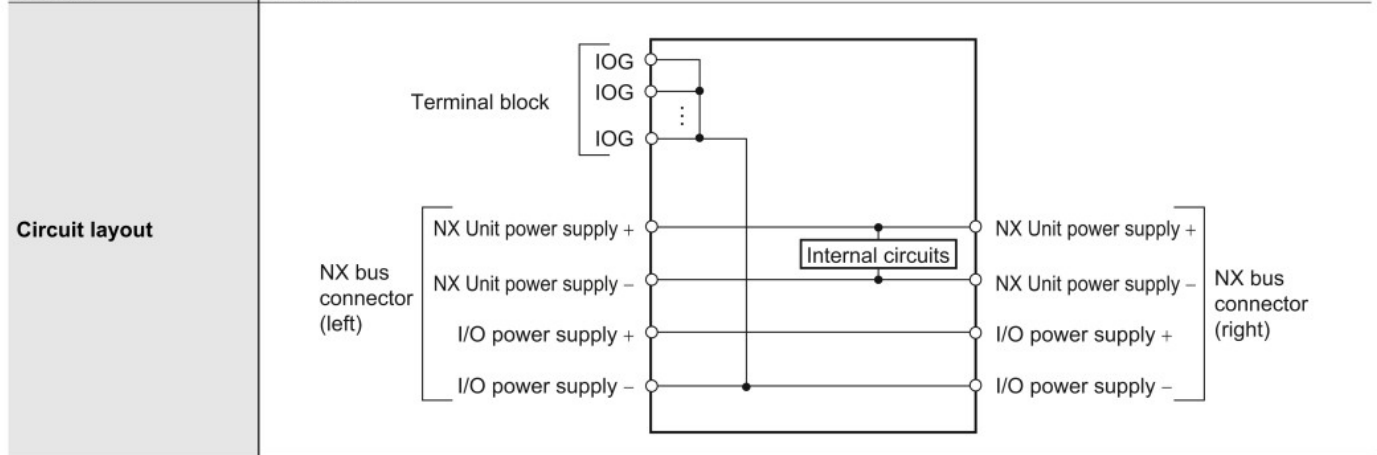 Circuit layout
Terminal block
IOG
IOG
⋮
IOG
NX bus
connector
(left)
NX Unit power supply +
NX Unit power supply −
I/O power supply +
I/O power supply −
Internal circuits
NX Unit power supply +
NX Unit power supply −
I/O power supply +
I/O power supply −
NX bus
connector
(right)